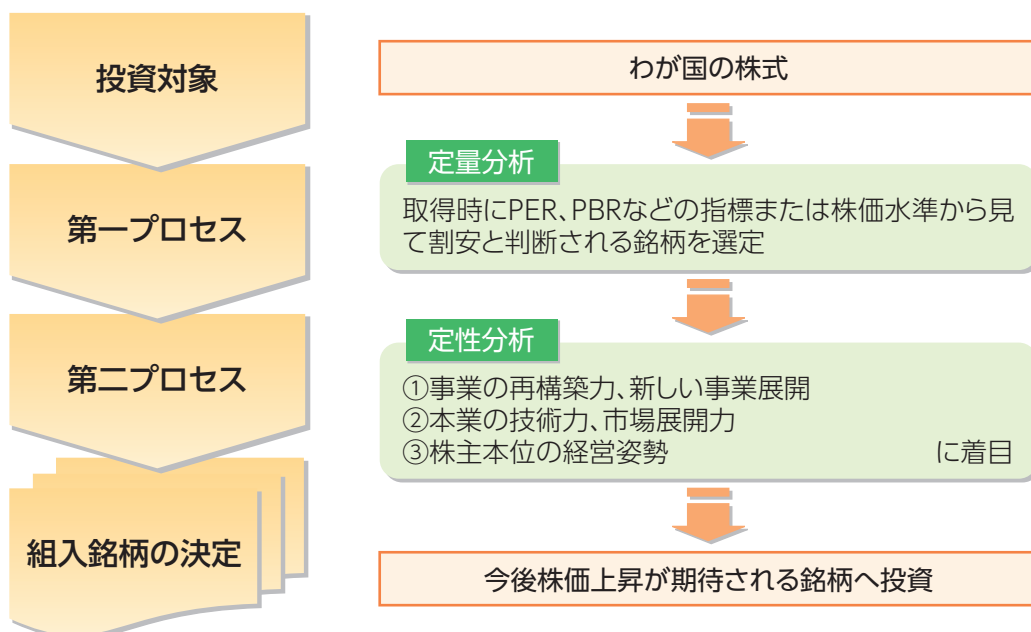 投資対象
わが国の株式
第一プロセス
定量分析
取得時にPER、PBRなどの指標または株価水準から見
て割安と判断される銘柄を選定
第二プロセス
定性分析
①事業の再構築力、新しい事業展開
②本業の技術力、市場展開力
③株主本位の経営姿勢 に着目
組入銘柄の決定
今後株価上昇が期待される銘柄へ投資